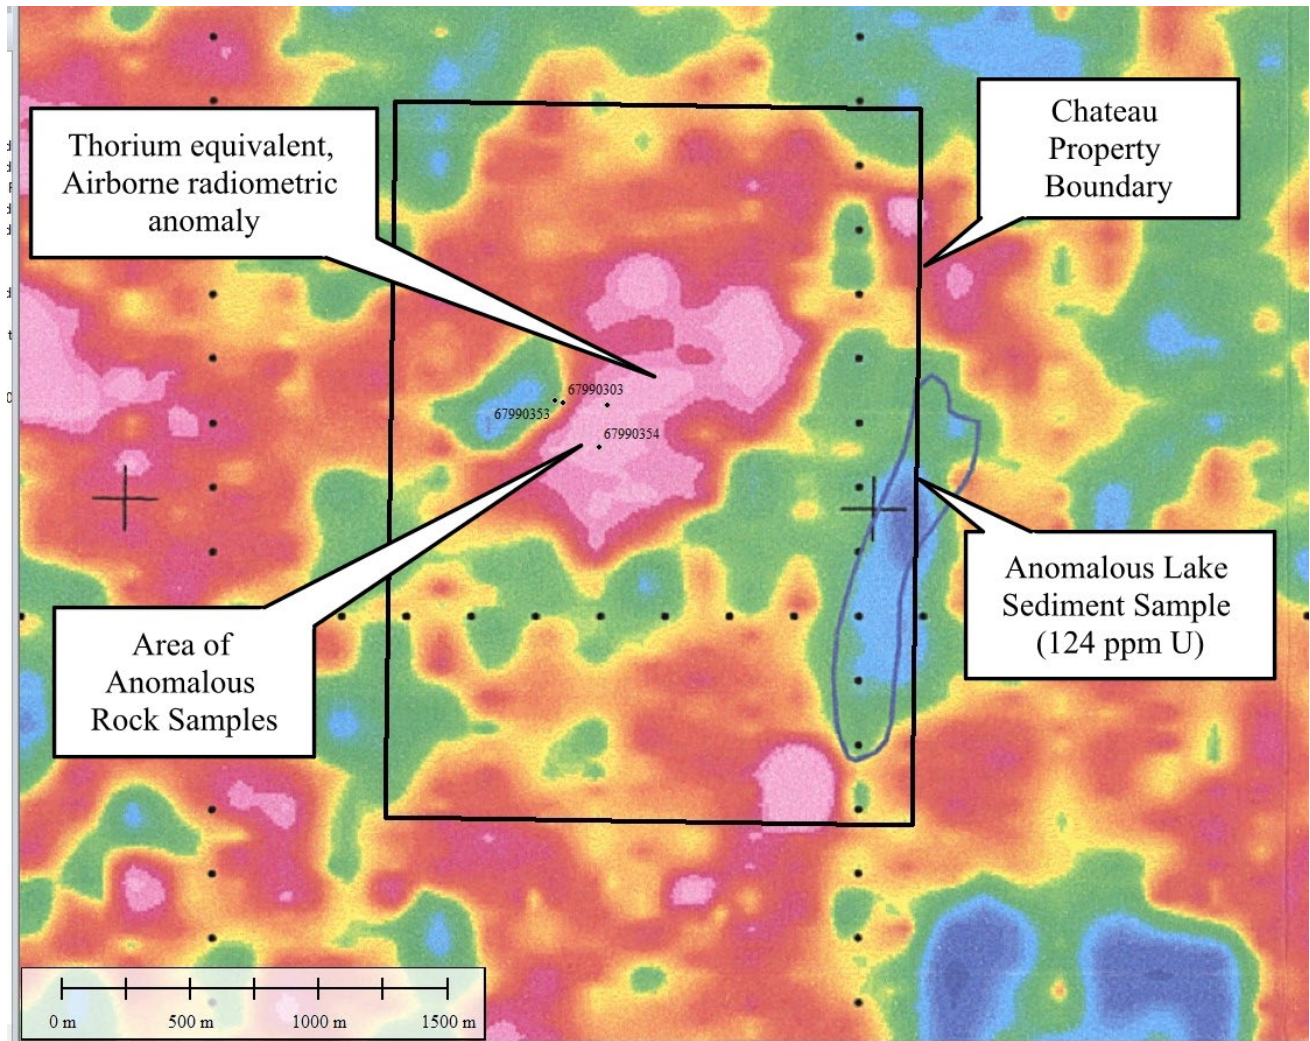 Thorium equivalent,
Airborne radiometric
anomaly
Chateau
Property
Boundary
67990303
67990353
67990354
Anomalous Lake
Sediment Sample
(124 ppm U)
Area of
Anomalous
Rock Samples
0 m
500 m
1000 m
1500 m